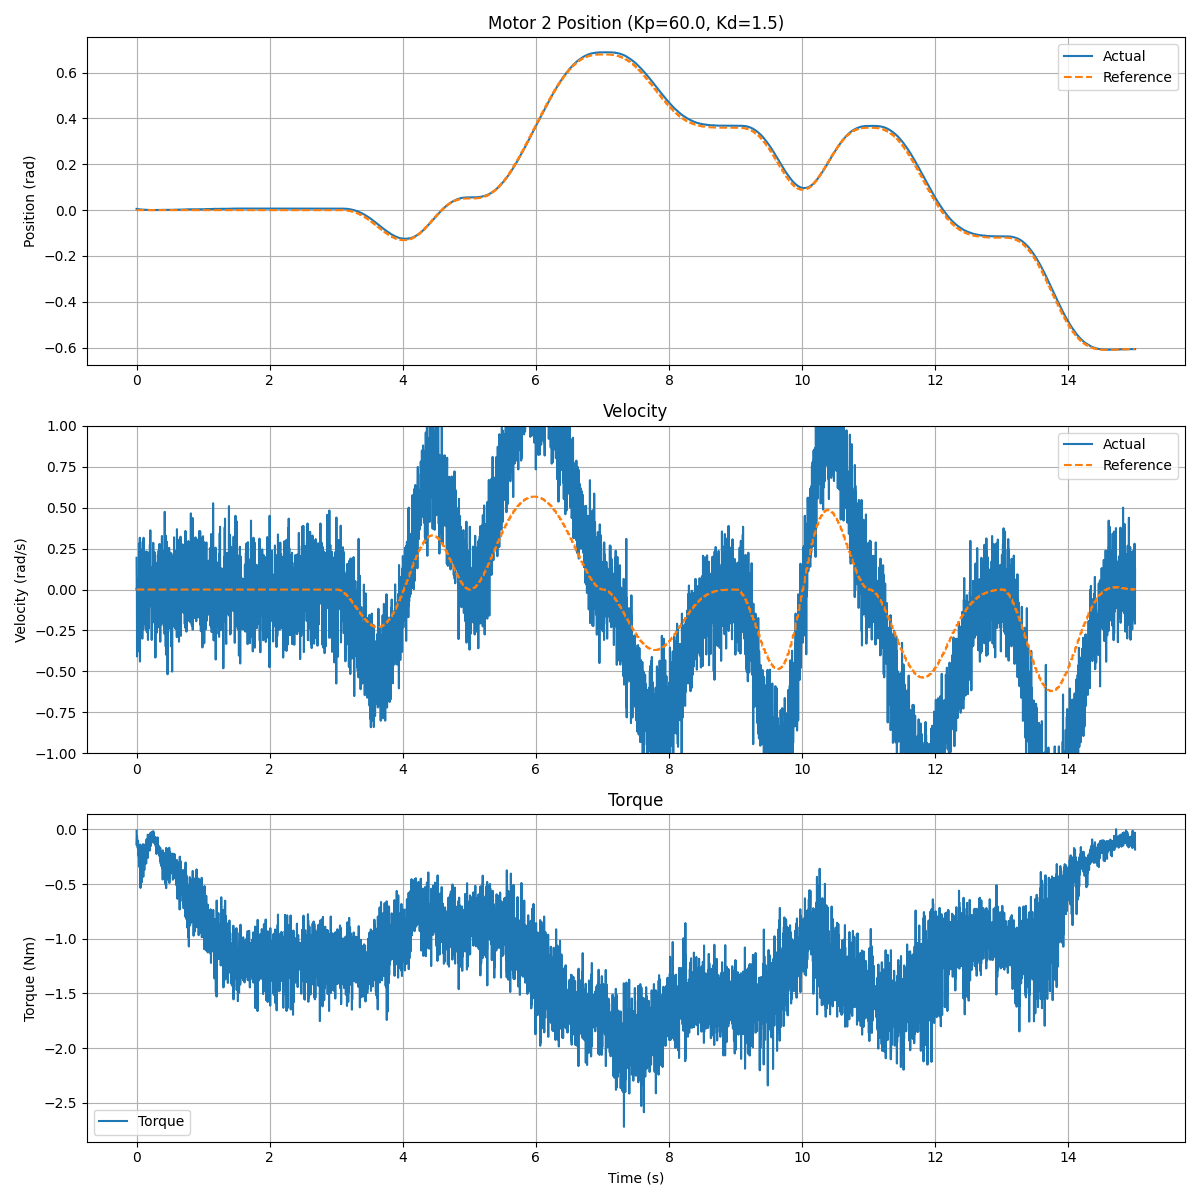 Motor 2 Position (Kp=60.0, Kd=1.5)
Position (rad)
0.6
0.4
0.2
0.0
−0.2
−0.4
−0.6
Actual
Reference
0 2 4 6 8 10 12 14
Velocity
Velocity (rad/s)
1.00
0.75
0.50
0.25
0.00
−0.25
−0.50
−0.75
−1.00
Actual
Reference
0 2 4 6 8 10 12 14
Torque
Torque (Nm)
0.0
−0.5
−1.0
−1.5
−2.0
−2.5
Torque
0 2 4 6 8 10 12 14
Time (s)